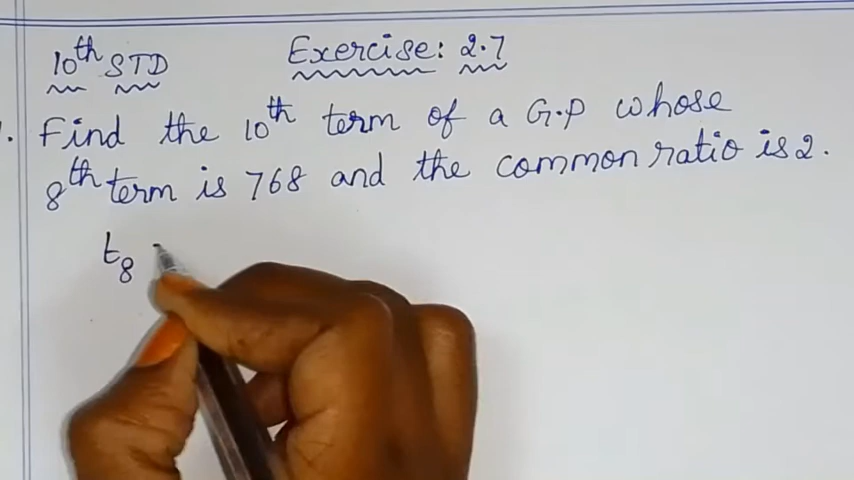 10th STD Exercise: 2.7
. Find the 10th term of a G.P whose
8th term is 768 and the common ratio is 2.
t8